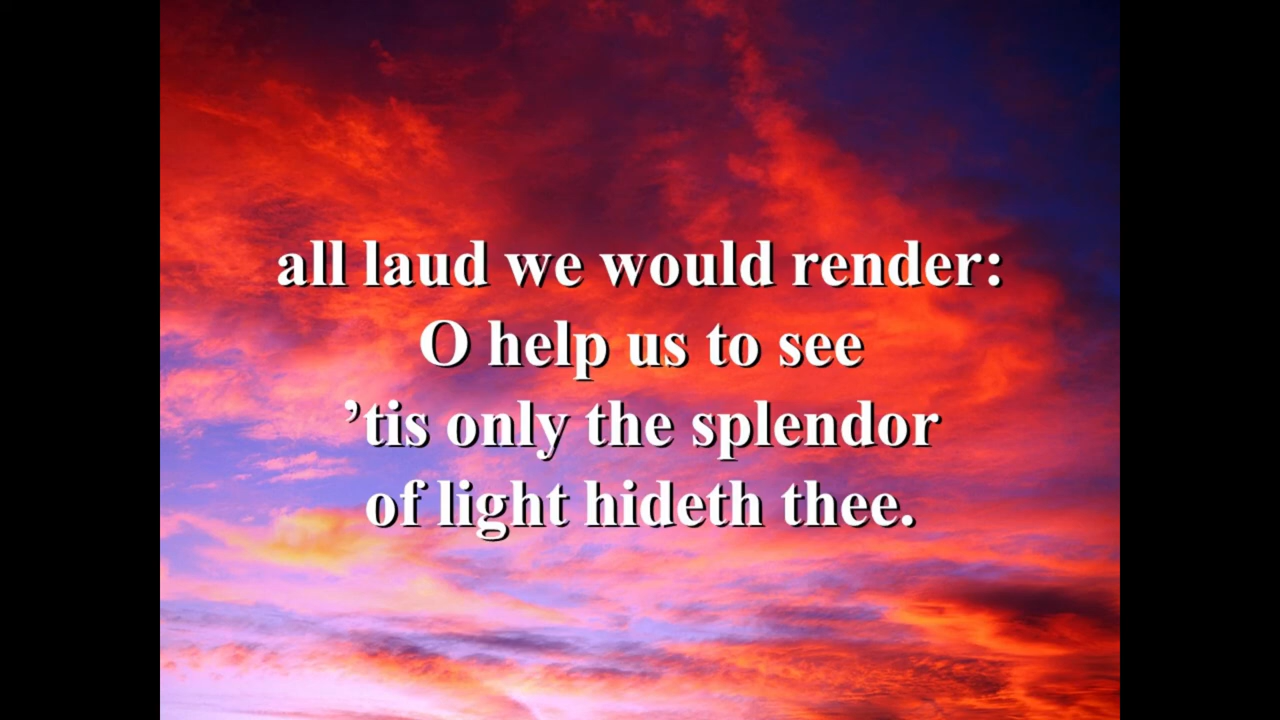 all laud we would render:
O help us to see
’tis only the splendor
of light hideth thee.